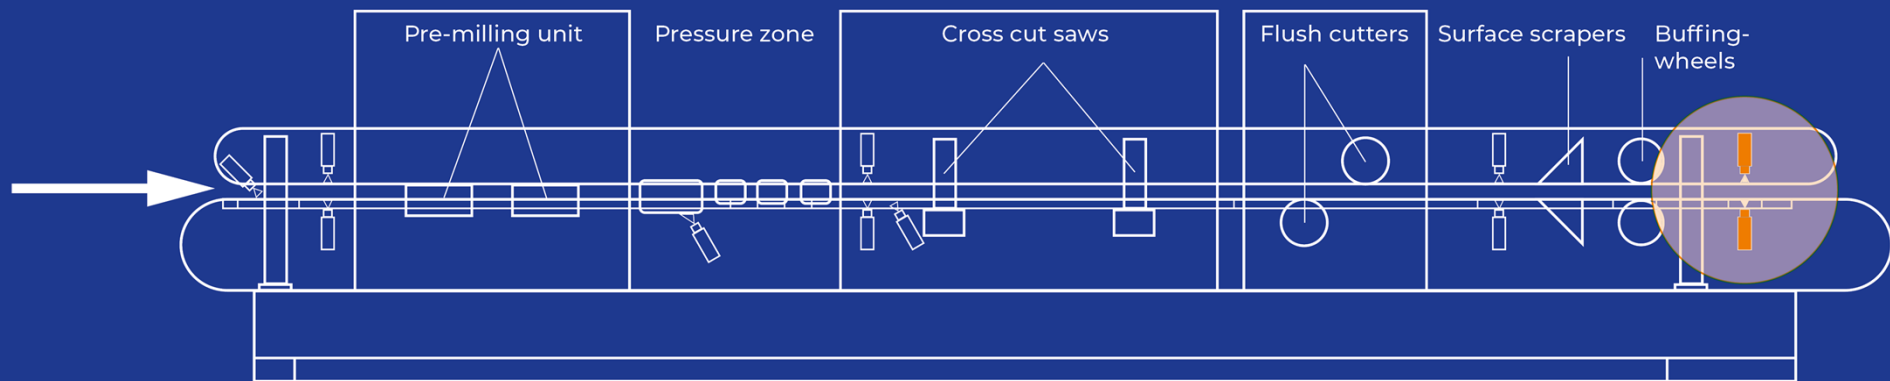 Pre-milling unit
Pressure zone
Cross cut saws
Flush cutters
Surface scrapers
Buffing-
wheels